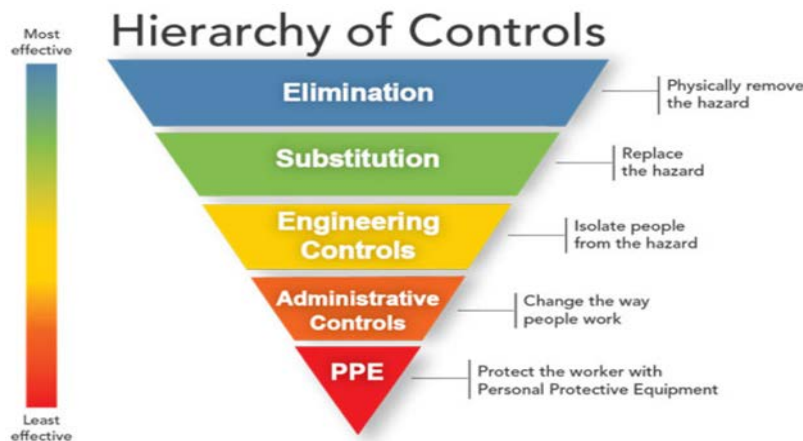 Hierarchy of Controls
Most
effective
Elimination
Physically remove
the hazard
Substitution
Replace
the hazard
Engineering
Controls
Isolate people
from the hazard
Administrative
Controls
Change the way
people work
PPE
Protect the worker with
Personal Protective Equipment
Least
effective